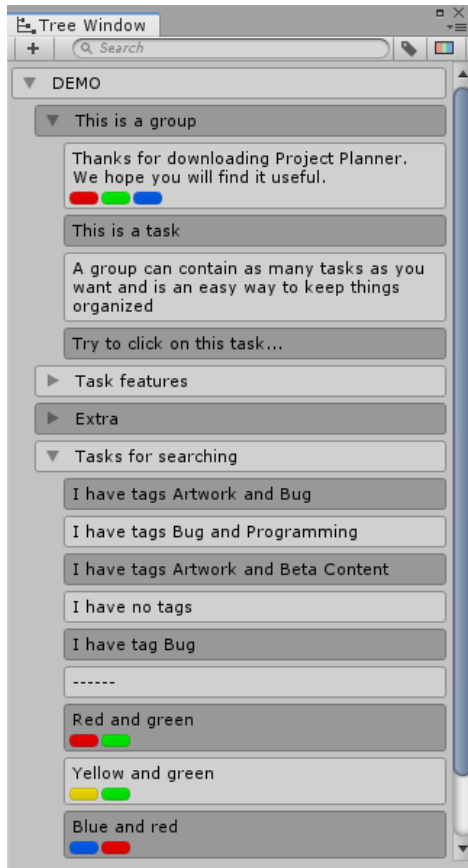 Tree Window
Search
DEMO
This is a group
Thanks for downloading Project Planner.
We hope you will find it useful.
This is a task
A group can contain as many tasks as you
want and is an easy way to keep things
organized
Try to click on this task...
Task features
Extra
Tasks for searching
I have tags Artwork and Bug
I have tags Bug and Programming
I have tags Artwork and Beta Content
I have no tags
I have tag Bug
------
Red and green
Yellow and green
Blue and red